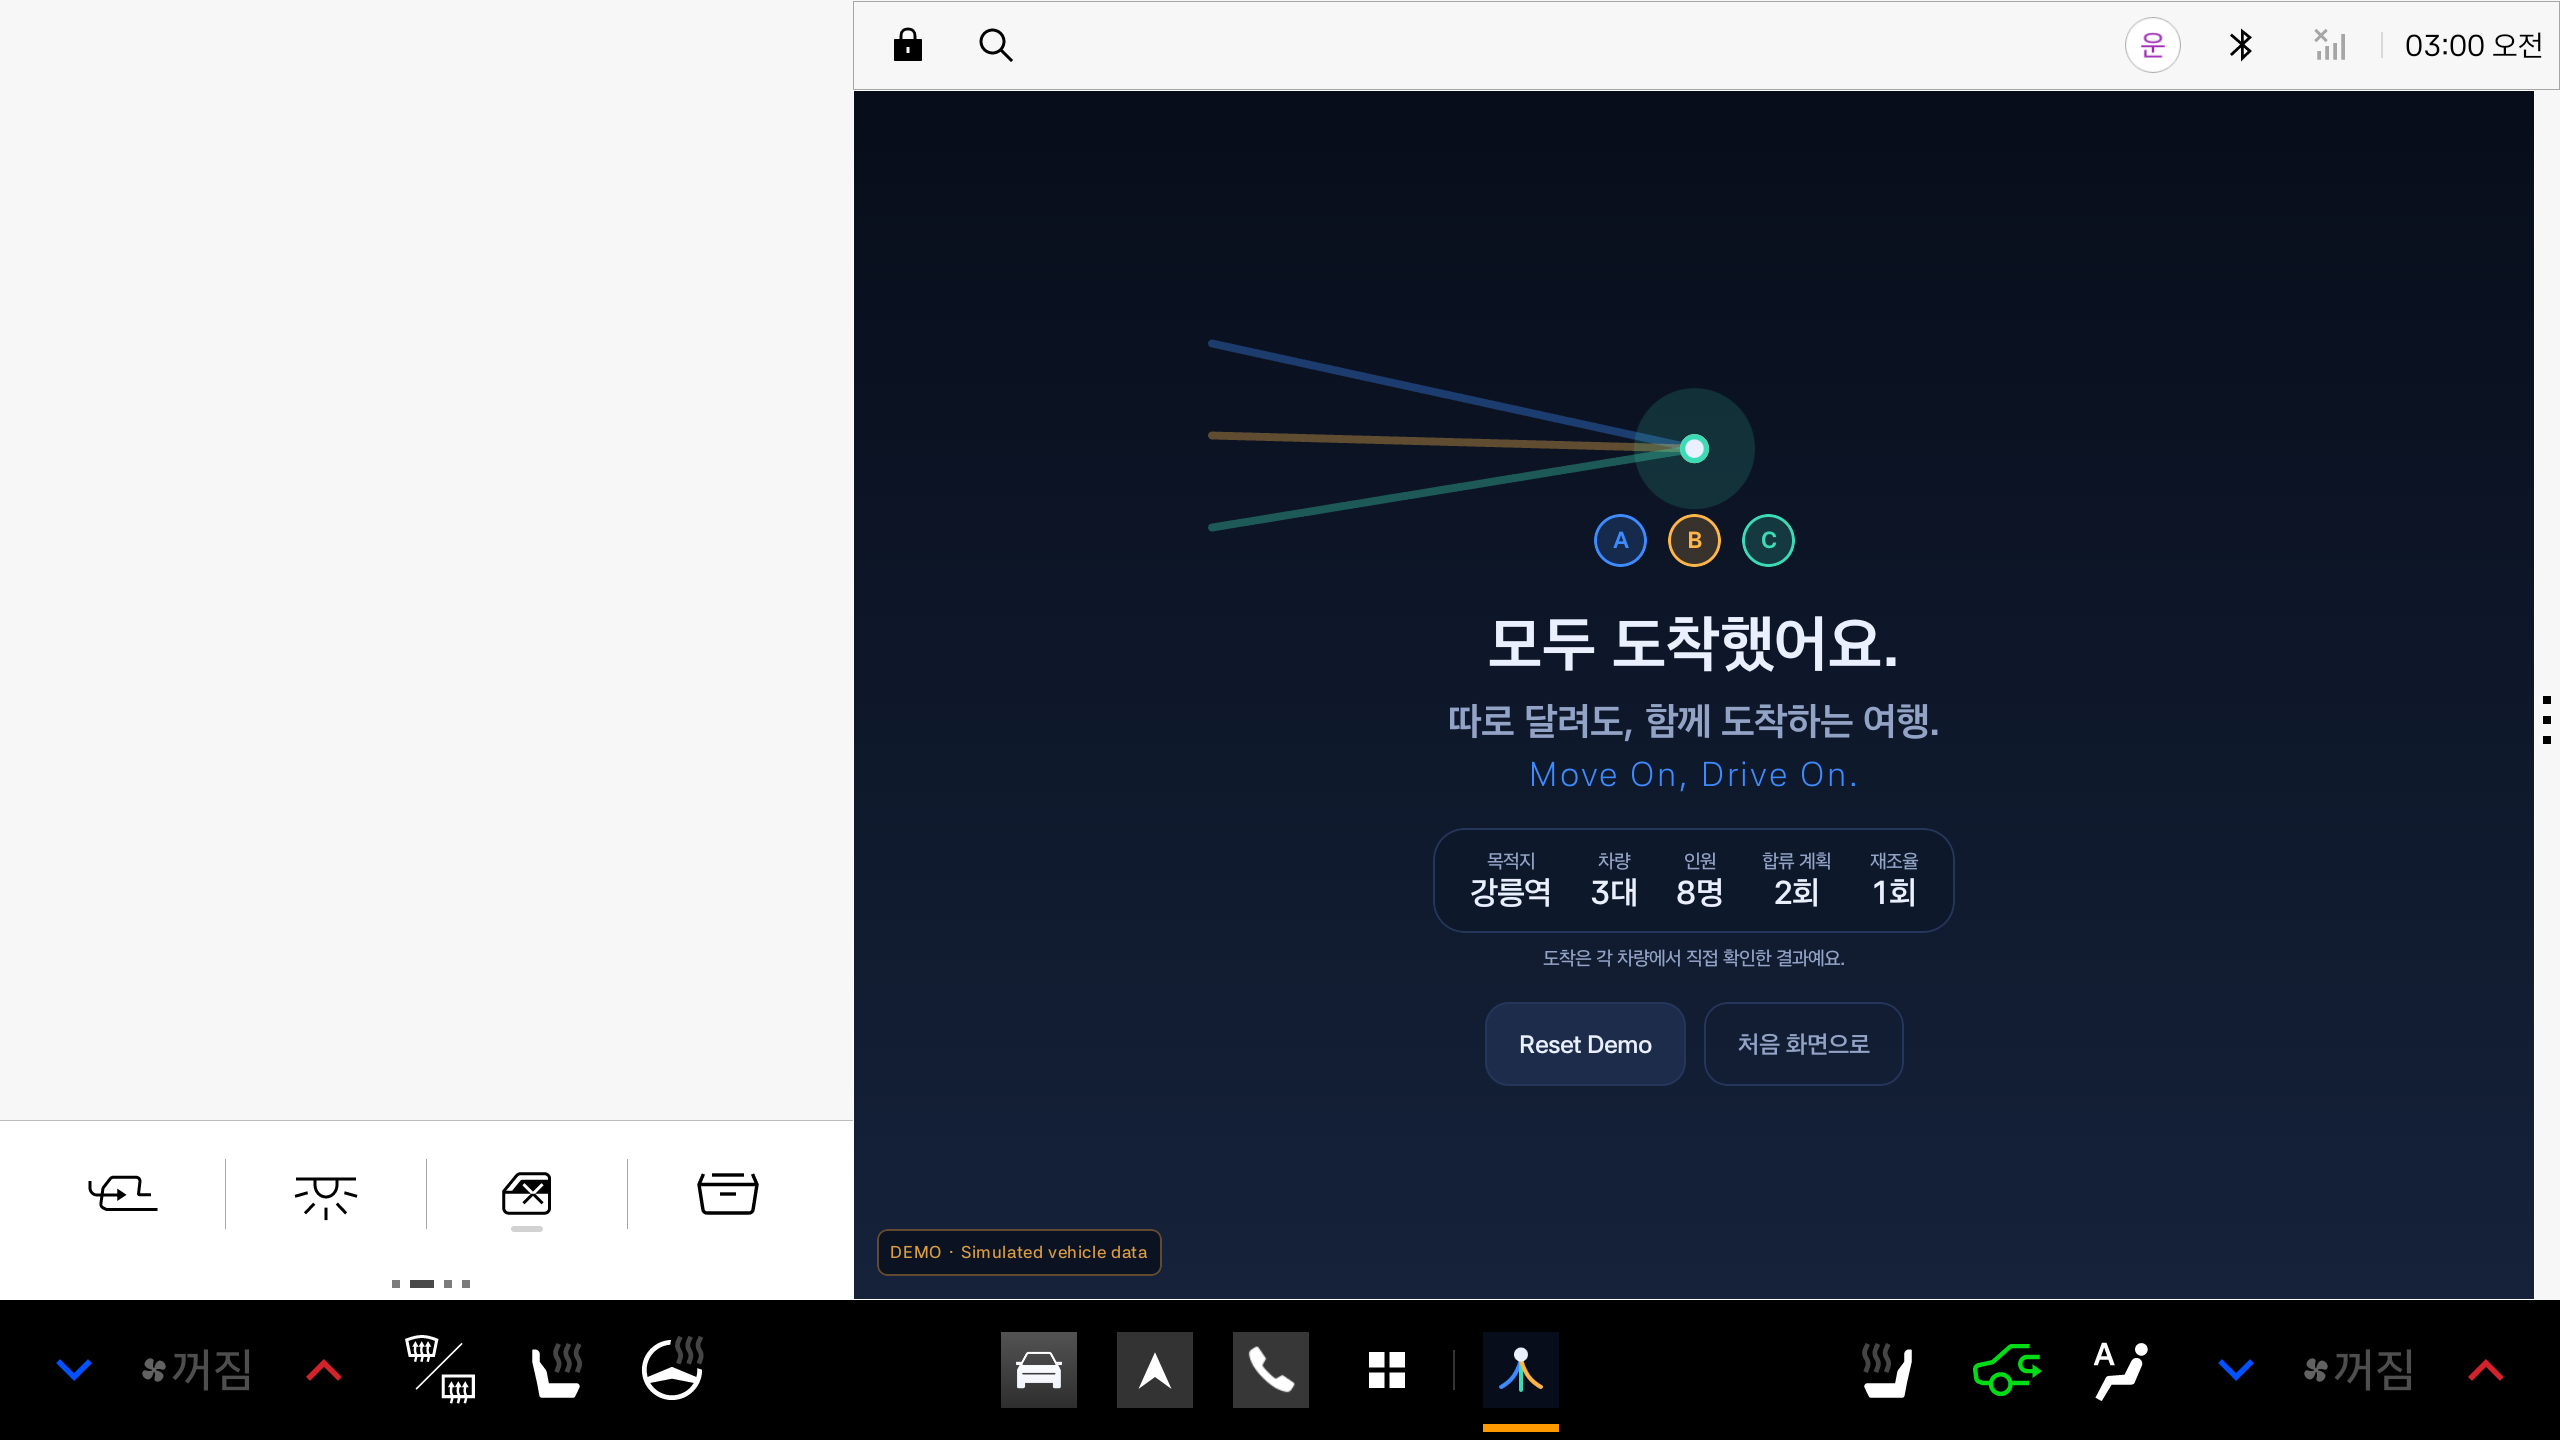 운
03:00 오전
A B C
모두 도착했어요.
따로 달려도, 함께 도착하는 여행.
Move On, Drive On.
목적지 차량 인원 합류 계획 재조율
강릉역 3대 8명 2회 1회
도착은 각 차량에서 직접 확인한 결과예요.
Reset Demo 처음 화면으로
DEMO · Simulated vehicle data
꺼짐 A 꺼짐